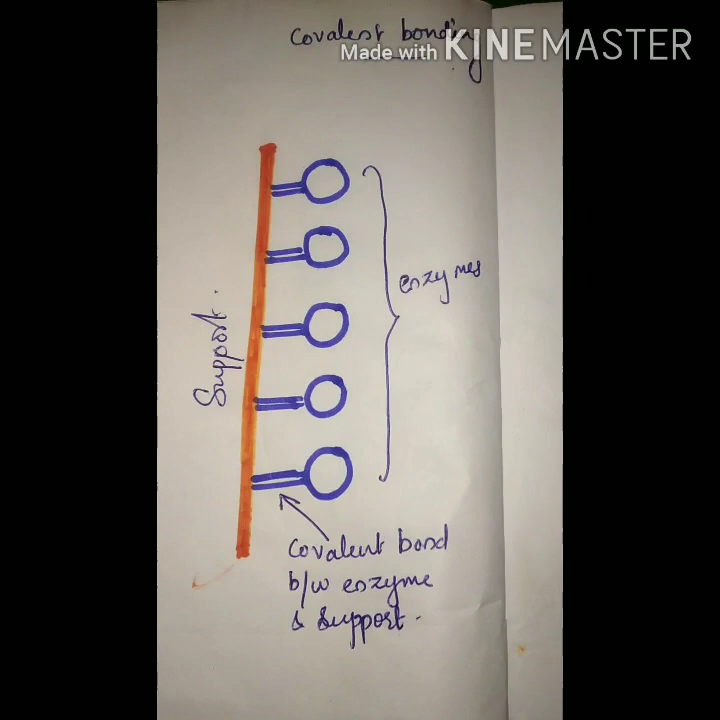 Covalent bonding
Made with KINEMASTER
enzymes
Support.
Covalent bond
b/w enzyme
& Support.